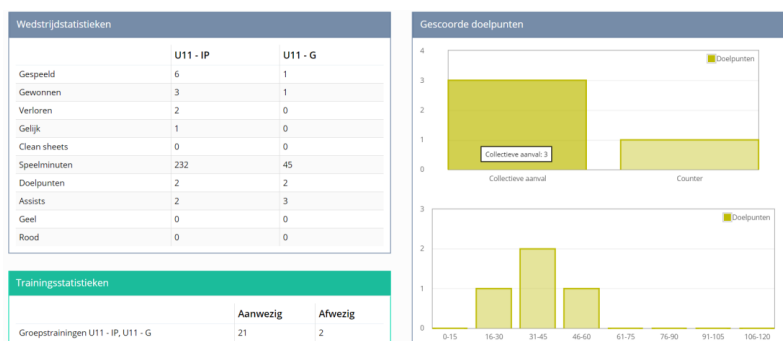 Wedstrijdstatistieken
U11 - IP U11 - G
Gespeeld 6 1
Gewonnen 3 1
Verloren 2 0
Gelijk 1 0
Clean sheets 0 0
Speelminuten 232 45
Doelpunten 2 2
Assists 2 3
Geel 0 0
Rood 0 0
Trainingsstatistieken
Aanwezig Afwezig
Groepstrainingen U11 - IP, U11 - G 21 2
Gescoorde doelpunten
4
Doelpunten
3
2
1
Collectieve aanval: 3
0
Collectieve aanval Counter
3
Doelpunten
2
1
0
0-15 16-30 31-45 46-60 61-75 76-90 91-105 106-120